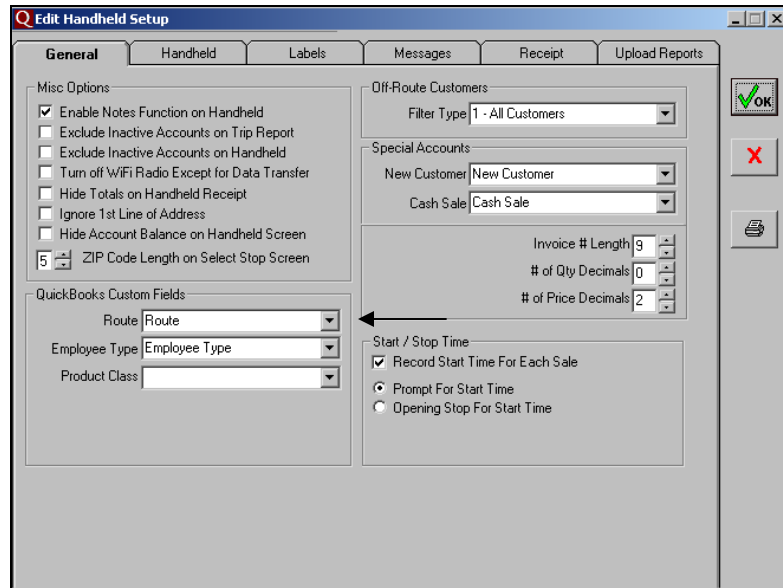 Edit Handheld Setup
General
Handheld
Labels
Messages
Receipt
Upload Reports
Misc Options
Enable Notes Function on Handheld
Exclude Inactive Accounts on Trip Report
Exclude Inactive Accounts on Handheld
Turn off WiFi Radio Except for Data Transfer
Hide Totals on Handheld Receipt
Ignore 1st Line of Address
Hide Account Balance on Handheld Screen
5 ZIP Code Length on Select Stop Screen
QuickBooks Custom Fields
Route Route
Employee Type Employee Type
Product Class
Off-Route Customers
Filter Type 1 - All Customers
Special Accounts
New Customer New Customer
Cash Sale Cash Sale
Invoice # Length 9
# of Qty Decimals 0
# of Price Decimals 2
Start / Stop Time
Record Start Time For Each Sale
Prompt For Start Time
Opening Stop For Start Time
OK
X